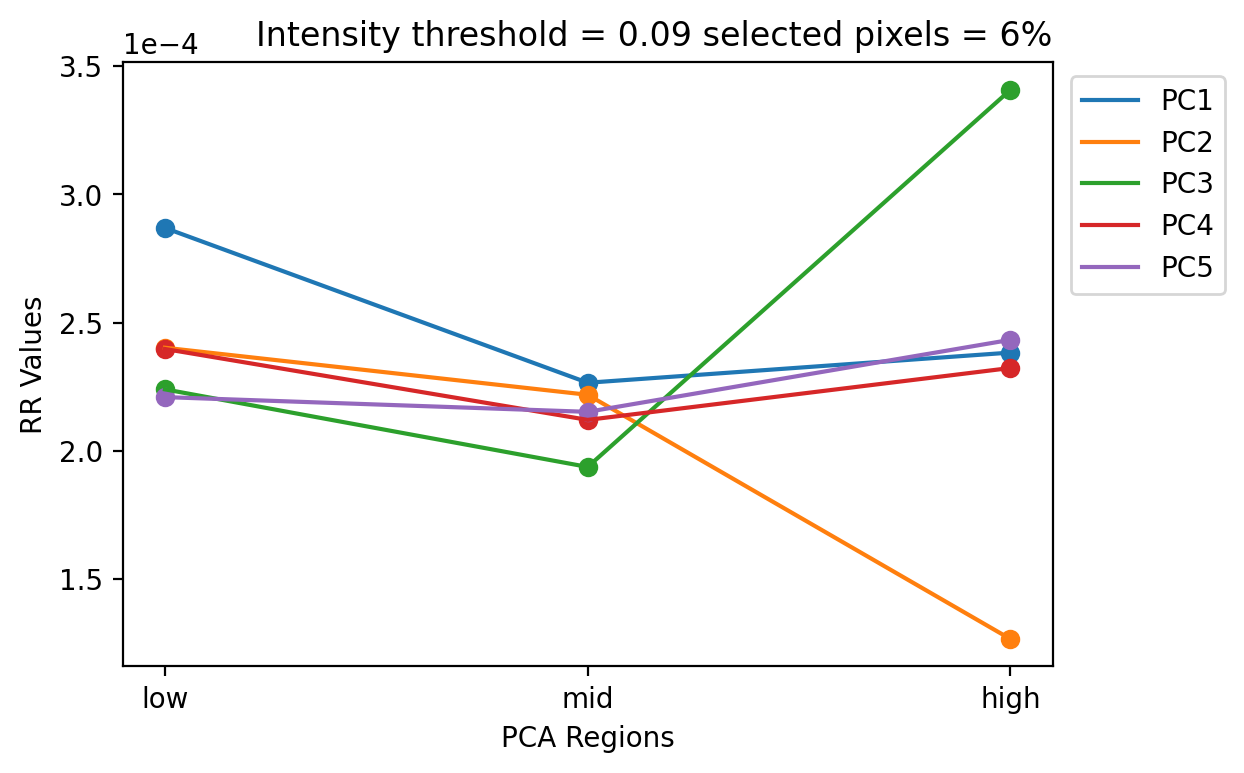 Intensity threshold = 0.09 selected pixels = 6%
1e−4
3.5
3.0
2.5
2.0
1.5
RR Values
low mid high
PCA Regions
PC1
PC2
PC3
PC4
PC5